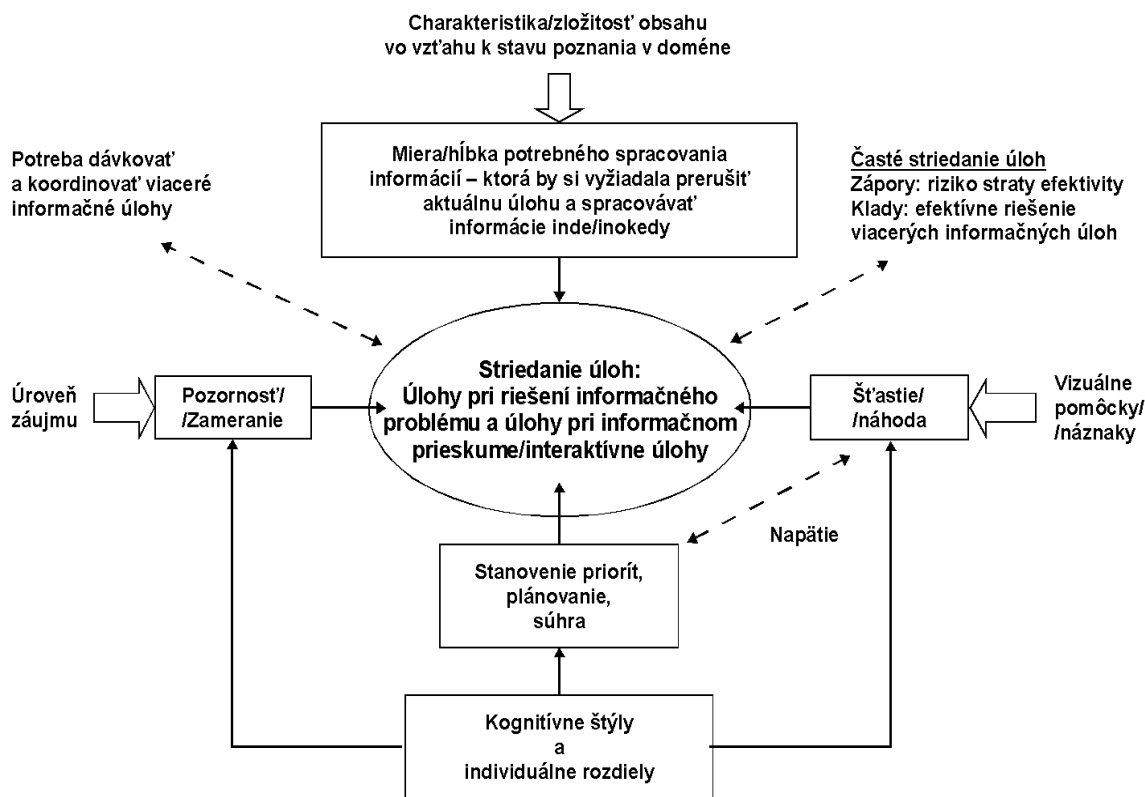 Charakteristika/zložitosť obsahu
vo vzťahu k stavu poznania v doméne
Potreba dávkovať
a koordinovať viaceré
informačné úlohy
Miera/hĺbka potrebného spracovania
informácií – ktorá by si vyžiadala prerušiť
aktuálnu úlohu a spracovávať
informácie inde/inokedy
Časté striedanie úloh
Zápory: riziko straty efektivity
Klady: efektívne riešenie
viacerých informačných úloh
Úroveň
záujmu
Pozornosť/
/Zameranie
Striedanie úloh:
Úlohy pri riešení informačného
problému a úlohy pri informačnom
prieskume/interaktívne úlohy
Šťastie/
/náhoda
Vizuálne
pomôcky/
/náznaky
Napätie
Stanovenie priorít,
plánovanie,
súhra
Kognitívne štýly
a
individuálne rozdiely